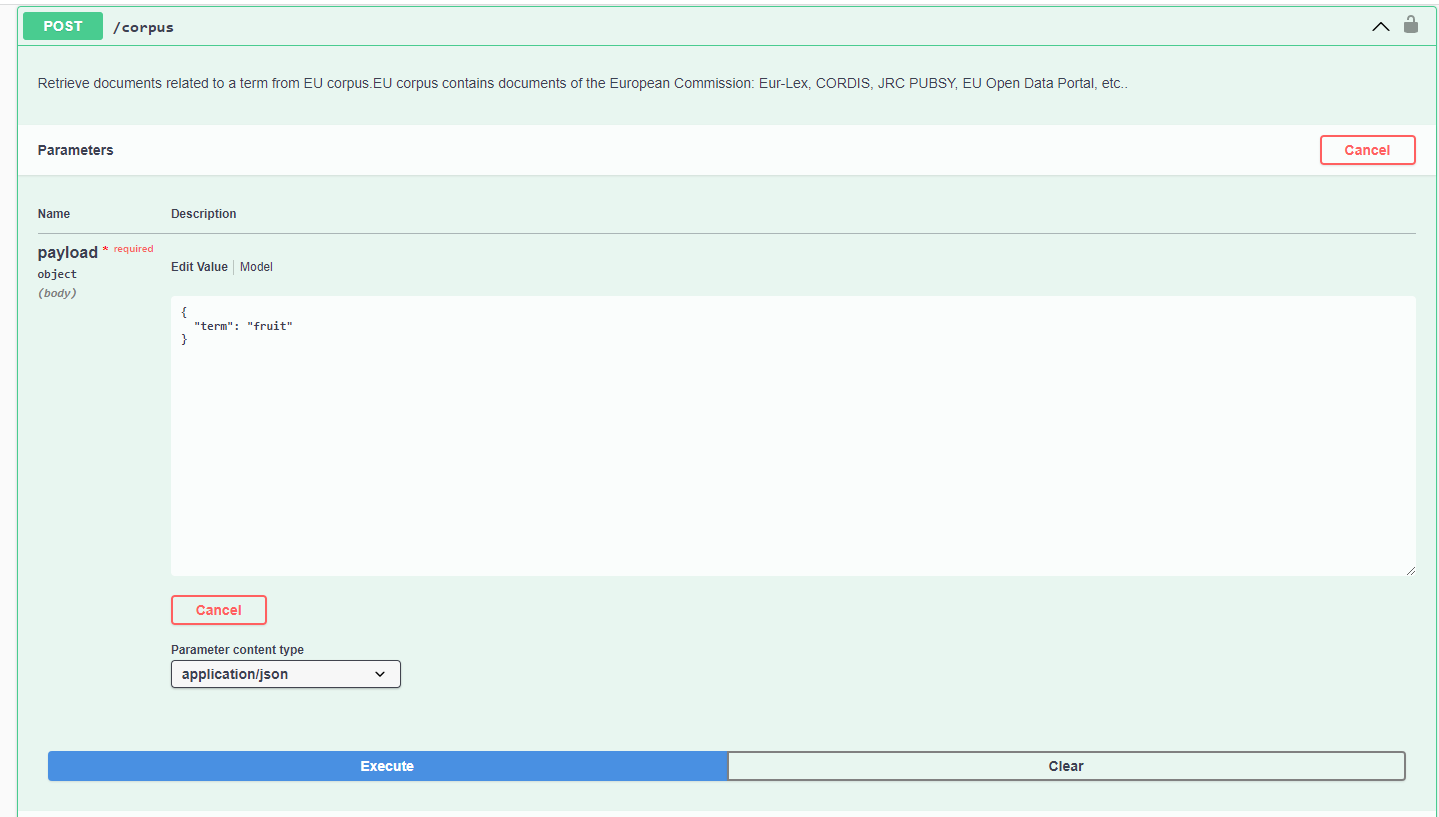 POST /corpus
Retrieve documents related to a term from EU corpus.EU corpus contains documents of the European Commission: Eur-Lex, CORDIS, JRC PUBSY, EU Open Data Portal, etc..
Parameters Cancel
Name Description
payload * required
object
(body)
Edit Value | Model
{
"term": "fruit"
}
Cancel
Parameter content type
application/json
Execute Clear